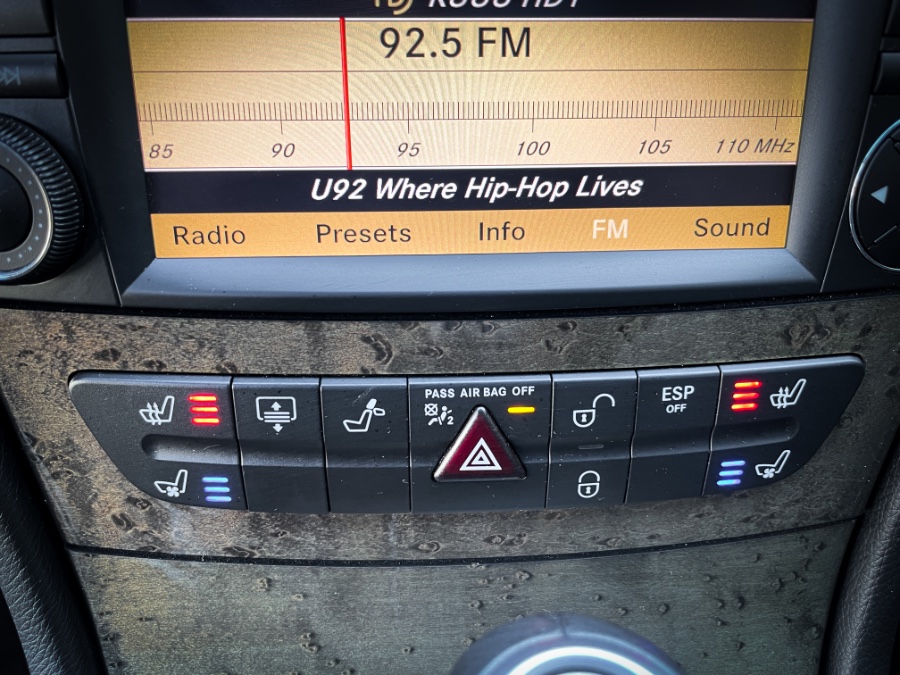 92.5 FM
85 90 95 100 105 110 MHz
U92 Where Hip-Hop Lives
Radio Presets Info FM Sound
PASS AIR BAG OFF
2
ESP
OFF